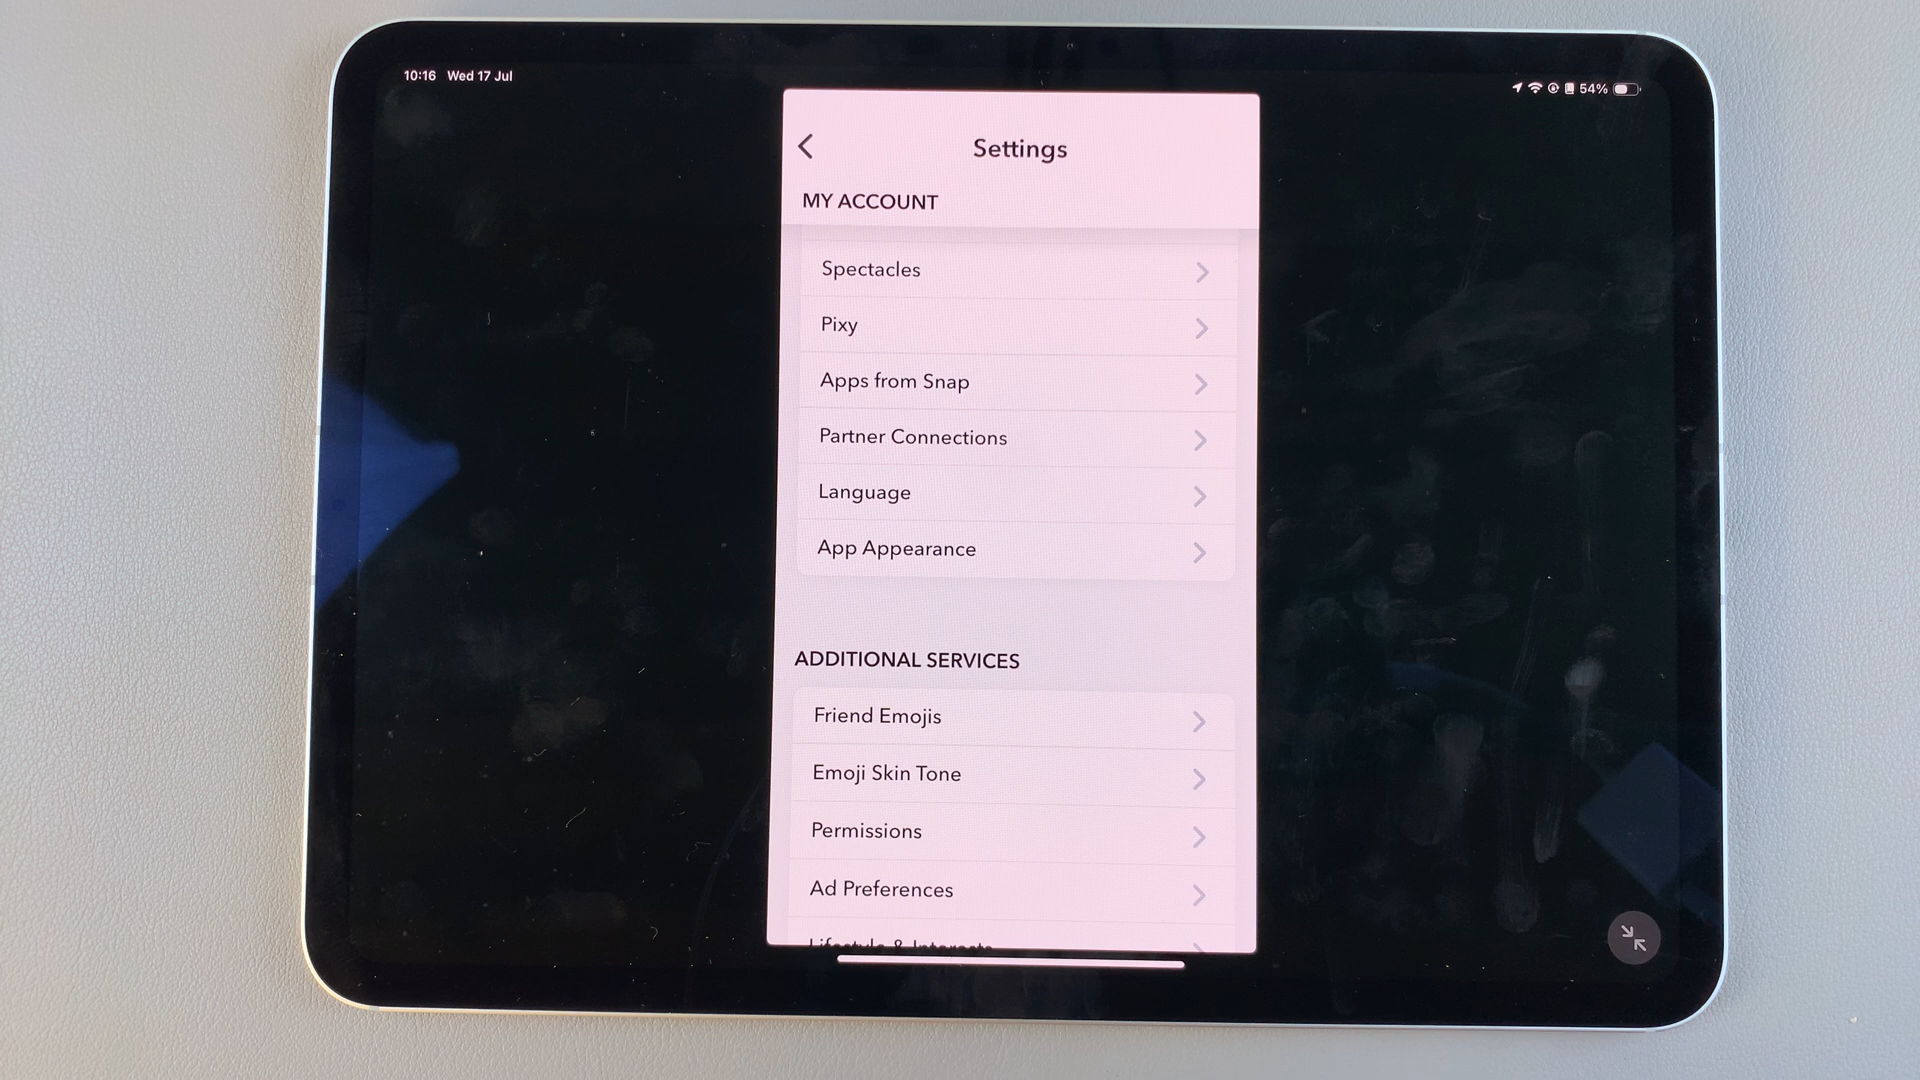 10:16 Wed 17 Jul
54%
Settings
MY ACCOUNT
Spectacles
Pixy
Apps from Snap
Partner Connections
Language
App Appearance
ADDITIONAL SERVICES
Friend Emojis
Emoji Skin Tone
Permissions
Ad Preferences
Lifestyle & Interests